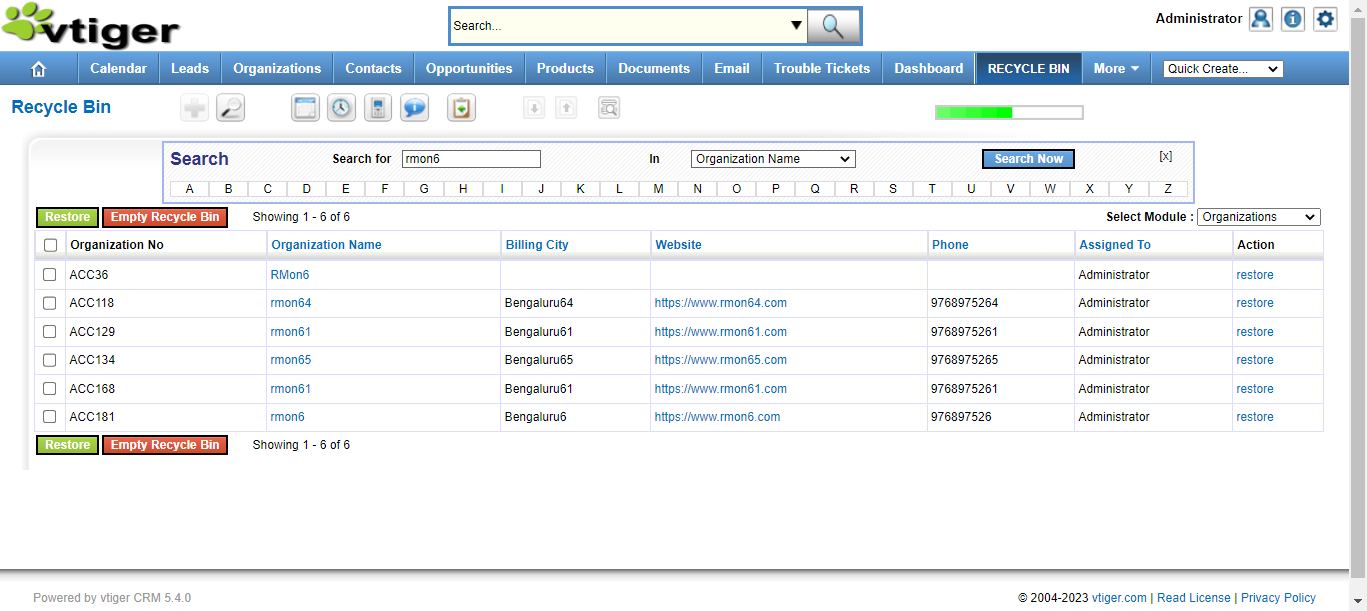 vtiger
Search...
Administrator
Calendar Leads Organizations Contacts Opportunities Products Documents Email Trouble Tickets Dashboard RECYCLE BIN More Quick Create...
Recycle Bin
Search Search for rmon6 In Organization Name Search Now [x]
A B C D E F G H I J K L M N O P Q R S T U V W X Y Z
Restore Empty Recycle Bin Showing 1 - 6 of 6 Select Module : Organizations
Organization No Organization Name Billing City Website Phone Assigned To Action
ACC36 RMon6 Administrator restore
ACC118 rmon64 Bengaluru64 https://www.rmon64.com 9768975264 Administrator restore
ACC129 rmon61 Bengaluru61 https://www.rmon61.com 9768975261 Administrator restore
ACC134 rmon65 Bengaluru65 https://www.rmon65.com 9768975265 Administrator restore
ACC168 rmon61 Bengaluru61 https://www.rmon61.com 9768975261 Administrator restore
ACC181 rmon6 Bengaluru6 https://www.rmon6.com 976897526 Administrator restore
Restore Empty Recycle Bin Showing 1 - 6 of 6
Powered by vtiger CRM 5.4.0 © 2004-2023 vtiger.com | Read License | Privacy Policy